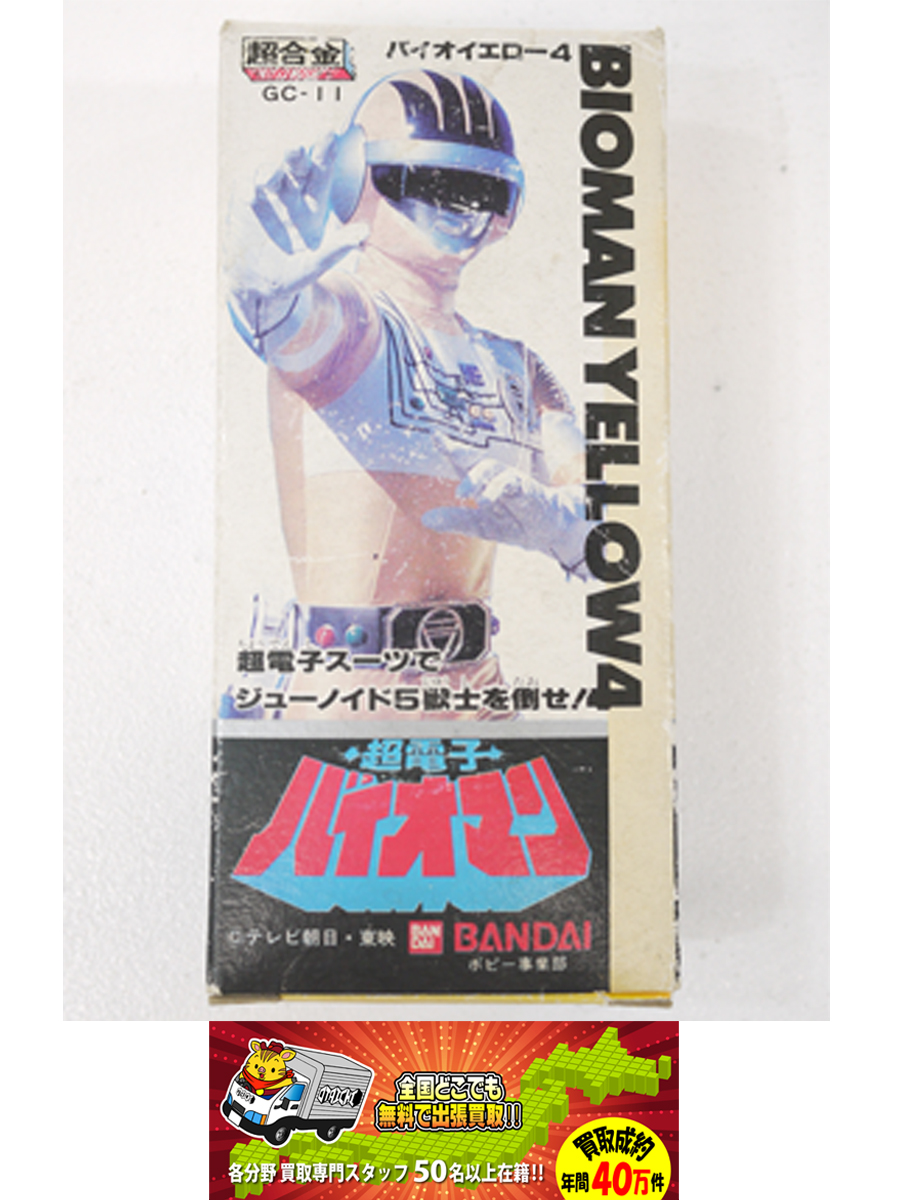 超合金
GC-11
バイオイエロー4
BIOMAN YELLOW4
超電子スーツで
ジューノイド5獣士を倒せ!!
超電子
バイオマン
©テレビ朝日・東映
BAN
DAI
BANDAI
ポピー事業部
全国どこでも
無料で出張買取!!
各分野 買取専門スタッフ 50名以上在籍!!
買取成約
年間40万件